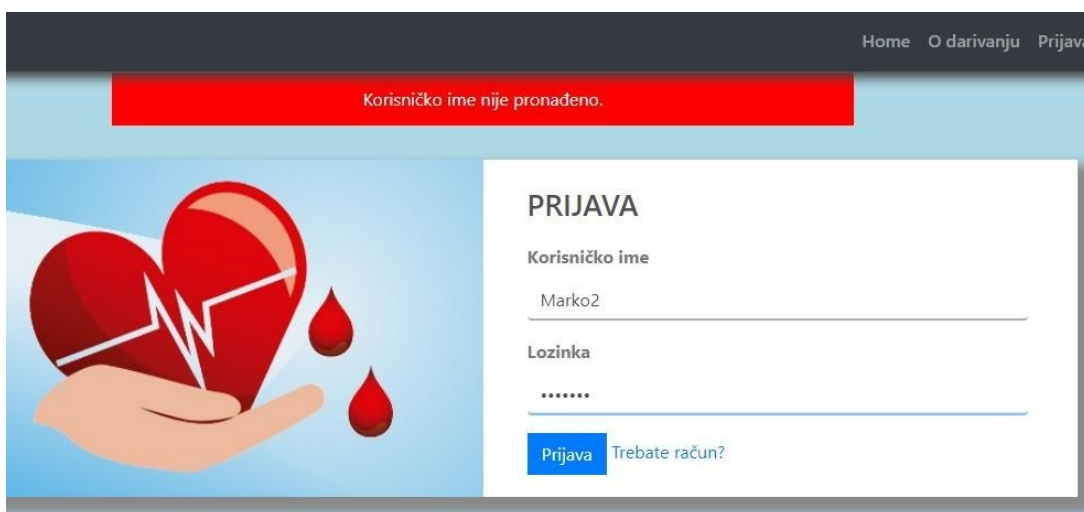 Home O darivanju Prijava
Korisničko ime nije pronađeno.
PRIJAVA
Korisničko ime
Marko2
Lozinka
•••••••
Prijava Trebate račun?